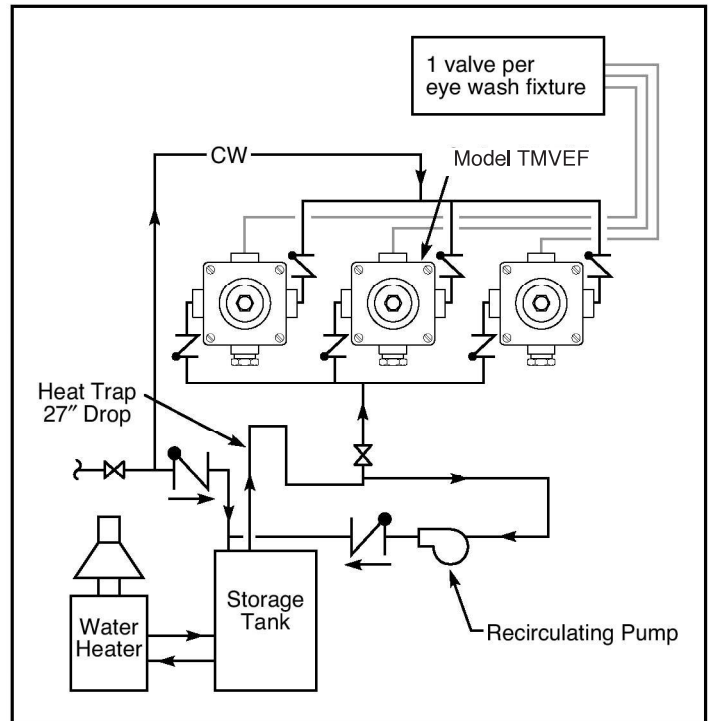 1 valve per
eye wash fixture
CW
Model TMVEF
Heat Trap
27″ Drop
Storage
Tank
Water
Heater
Recirculating Pump